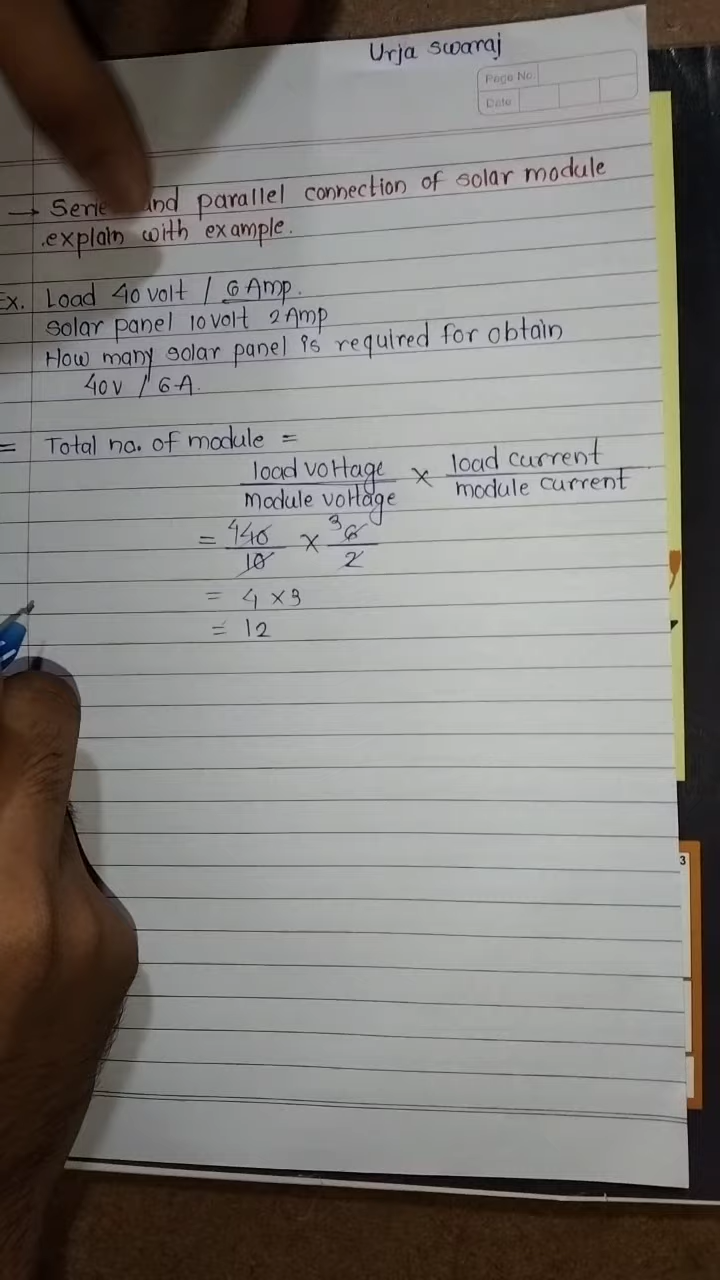 Urja swaraj
Page No.
Date
→ Series and parallel connection of solar module
explain with example.
Ex. Load 40 volt / 6 Amp.
Solar panel 10 volt 2 Amp
How many solar panel is required for obtain
40v / 6A.
= Total no. of module =
load voltage / module voltage × load current / module current
= 4 40 / 10 × 3 6 / 2
= 4 × 3
= 12
3